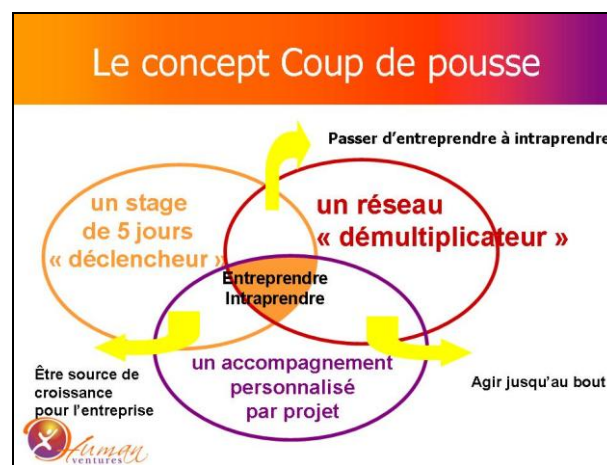 Le concept Coup de pousse
Passer d'entreprendre à intraprendre
un stage
de 5 jours
« déclencheur »
un réseau
« démultiplicateur »
Entreprendre
Intraprendre
un accompagnement
personnalisé
par projet
Être source de
croissance
pour l'entreprise
Agir jusqu'au bout
Human
ventures